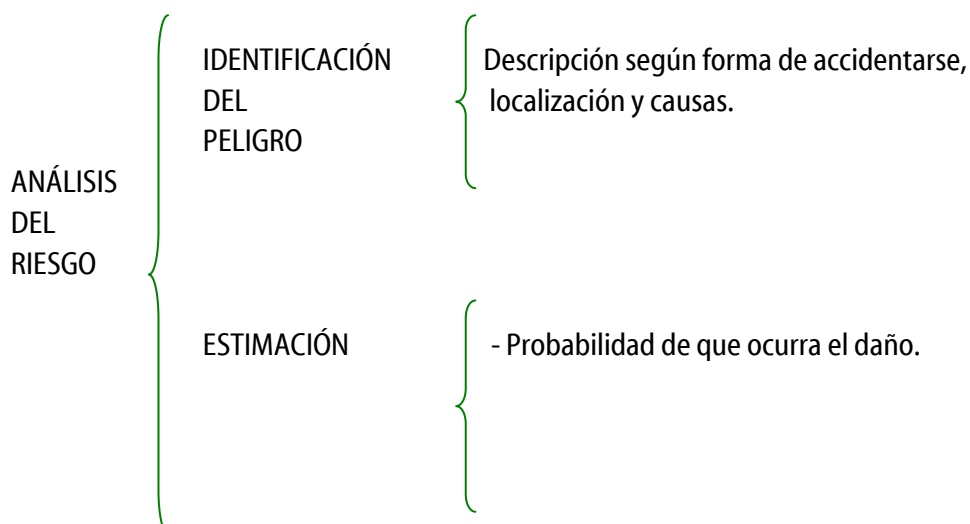 ANÁLISIS
DEL
RIESGO
IDENTIFICACIÓN
DEL
PELIGRO
Descripción según forma de accidentarse,
localización y causas.
ESTIMACIÓN
- Probabilidad de que ocurra el daño.